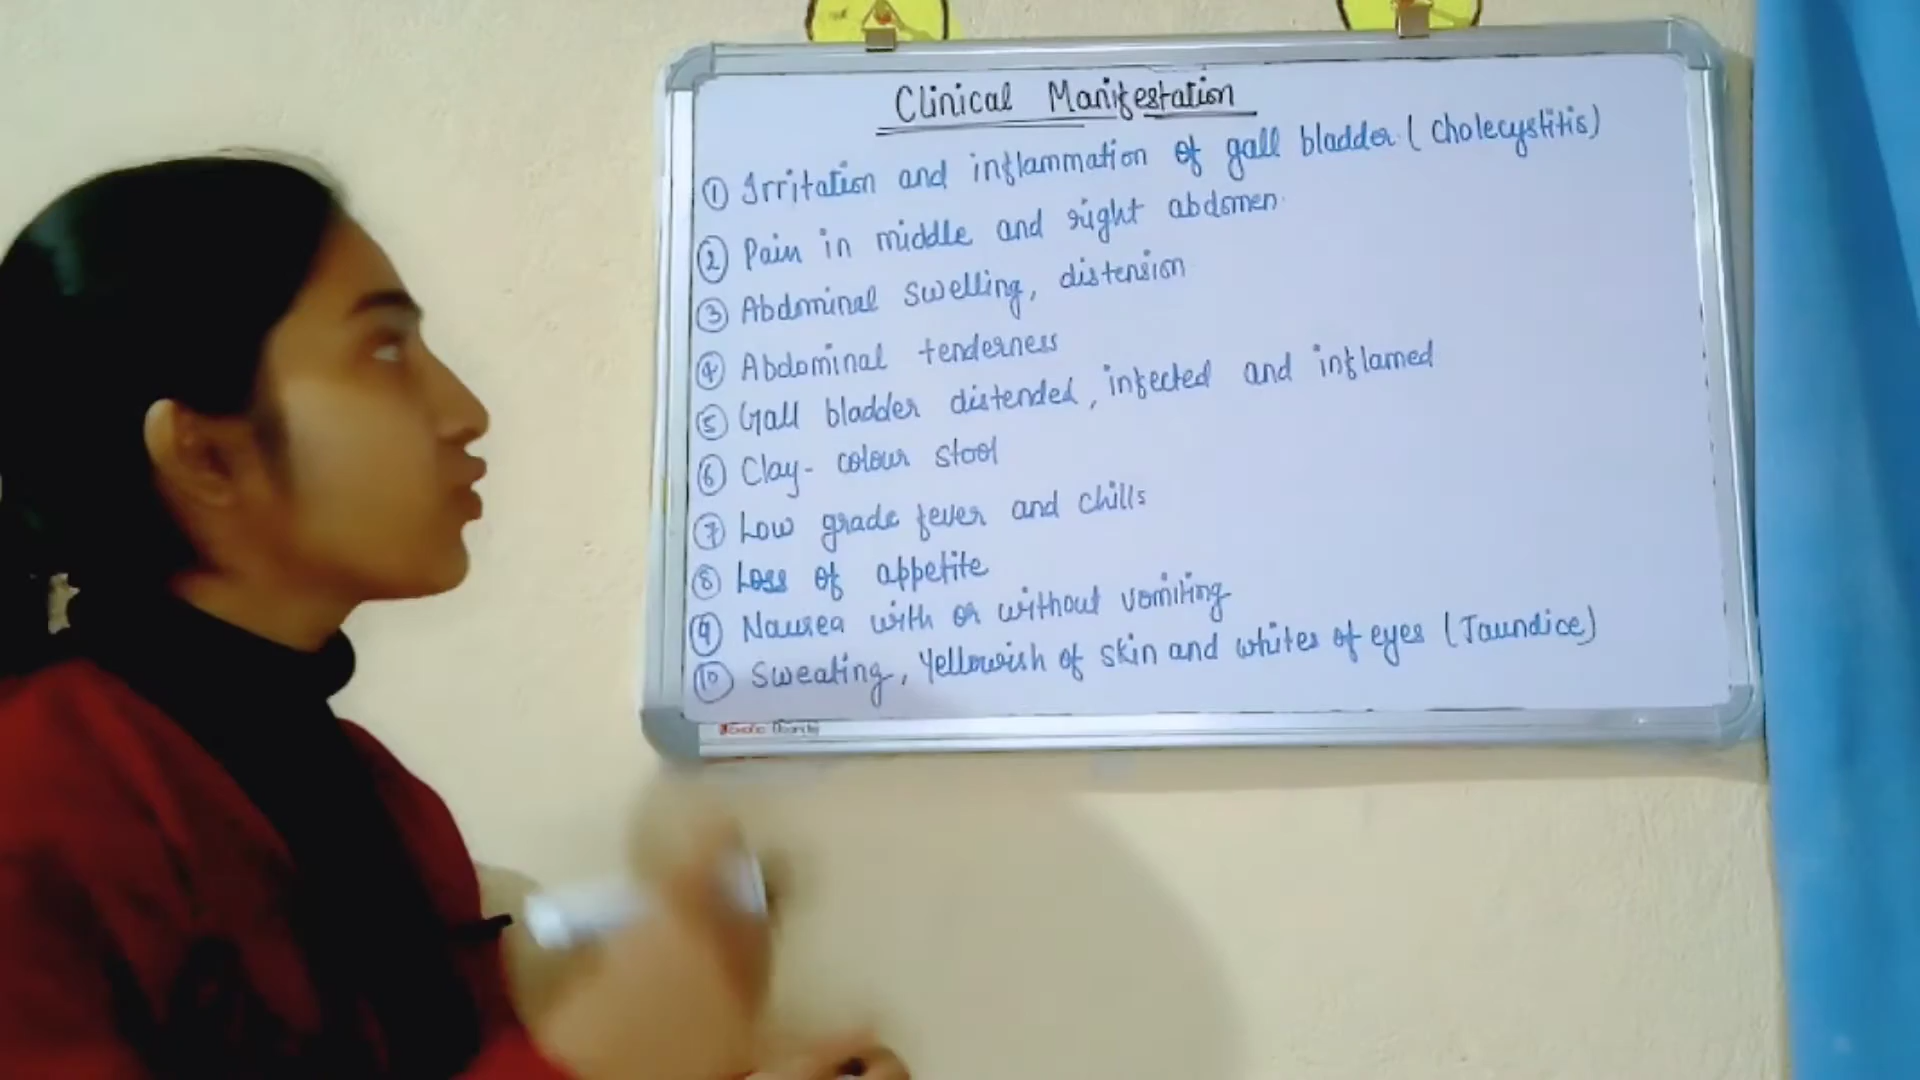 Clinical Manifestation
① Irritation and inflammation of gall bladder (Cholecystitis)
② Pain in middle and right abdomen.
③ Abdominal swelling, distension
④ Abdominal tenderness
⑤ Gall bladder distended, infected and inflamed
⑥ Clay- colour stool
⑦ Low grade fever and chills
⑧ Loss of appetite
⑨ Nausea with or without vomiting
⑩ Sweating, Yellowish of skin and whites of eyes (Jaundice)